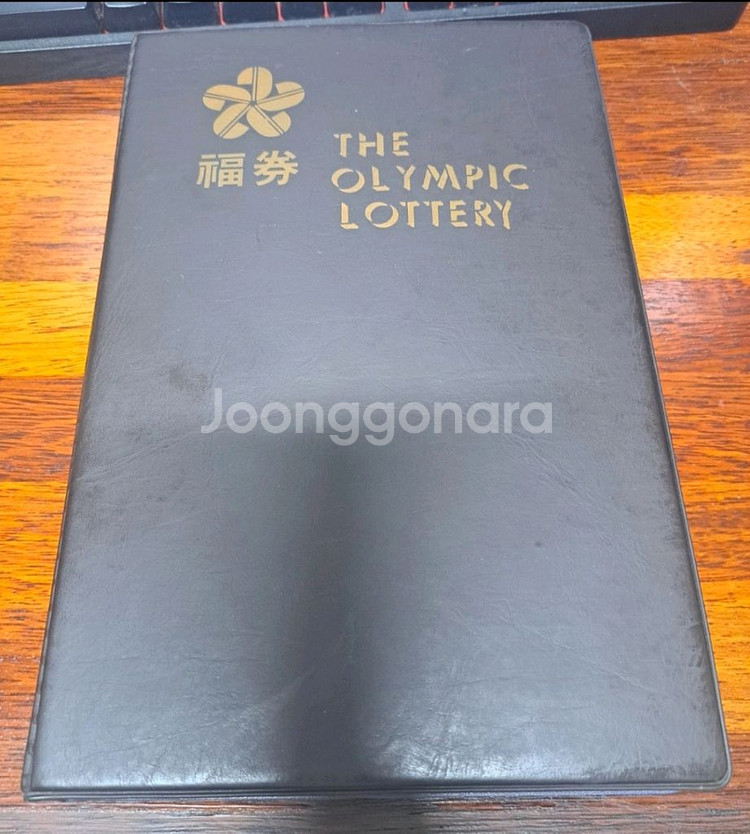 福券
THE
OLYMPIC
LOTTERY
Joonggonara